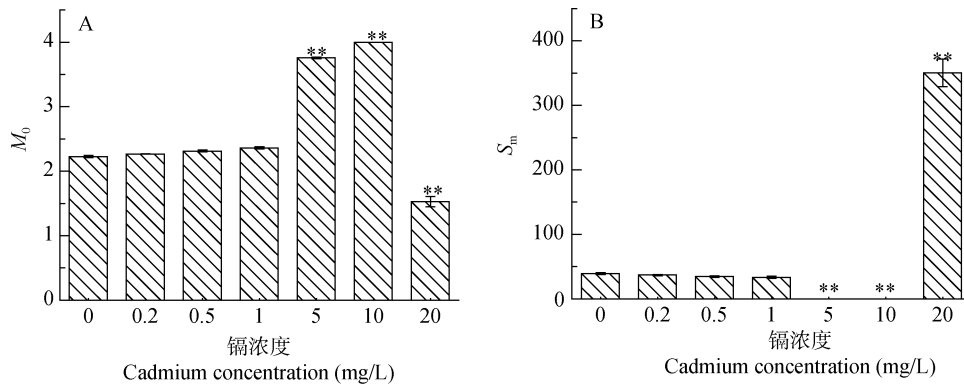 A
M₀
4
3
2
1
0
**
**
**
0 0.2 0.5 1 5 10 20
镉浓度
Cadmium concentration (mg/L)
B
Sm
400
300
200
100
0
**
** **
0 0.2 0.5 1 5 10 20
镉浓度
Cadmium concentration (mg/L)